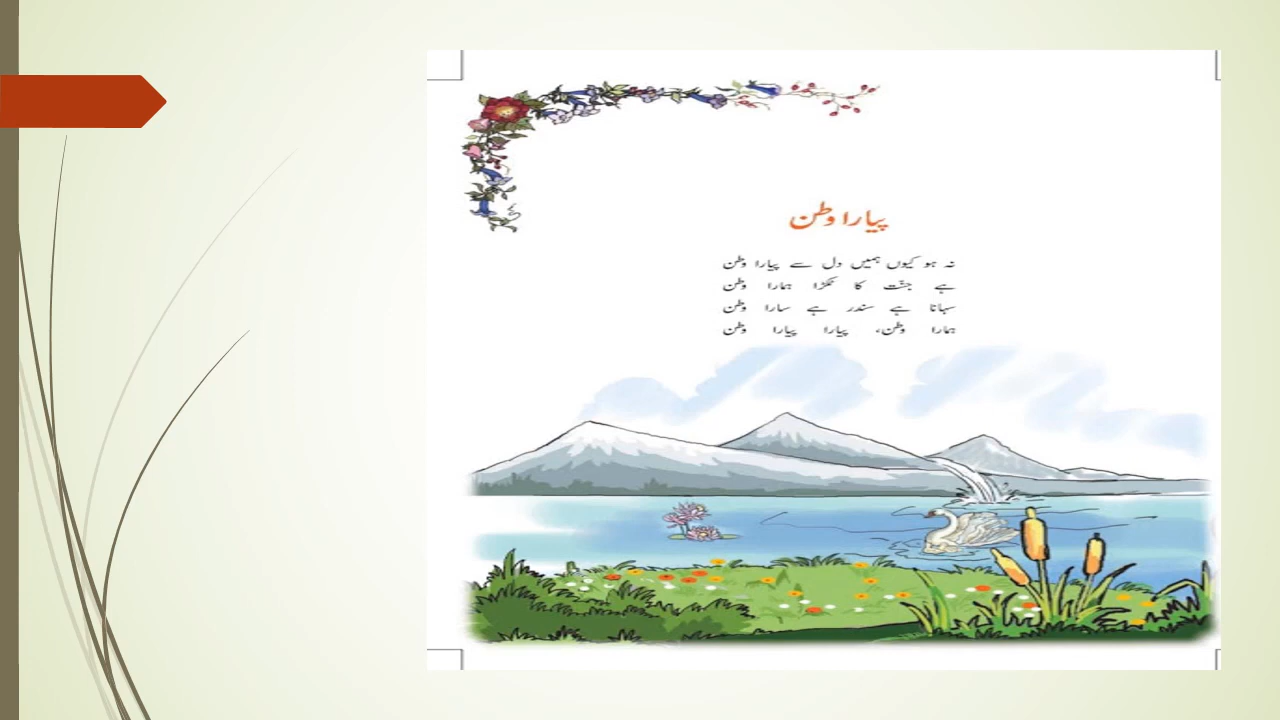 پیارا وطن
نہ ہو کیوں ہمیں دل سے پیارا وطن
ہے جنّت کا ٹکڑا ہمارا وطن
سہانا ہے سندر ہے سارا وطن
ہمارا وطن، پیارا پیارا وطن